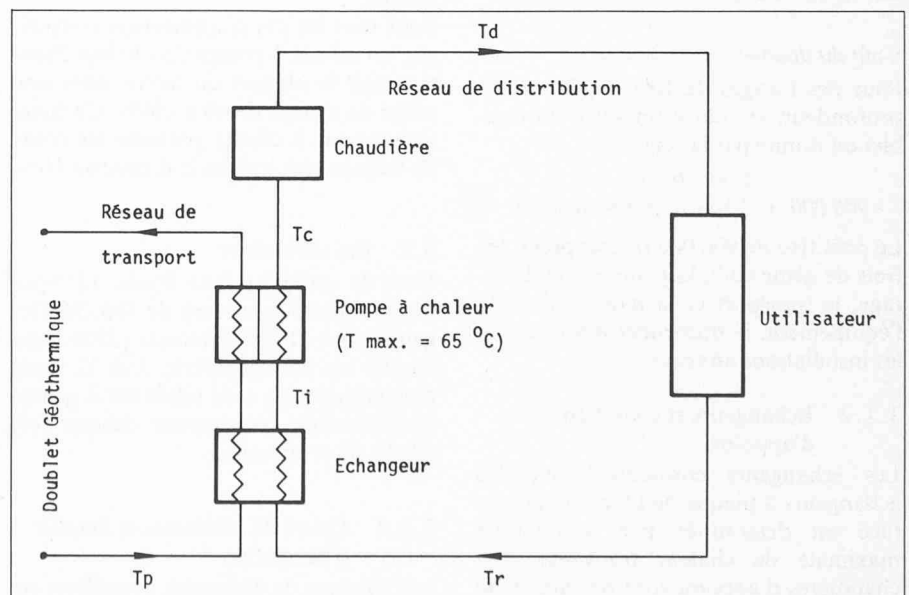 Td
Réseau de distribution
Chaudière
Réseau de
transport
Tc
Pompe à chaleur
(T max. = 65 °C)
Utilisateur
Doublet Géothermique
Ti
Echangeur
Tp
Tr